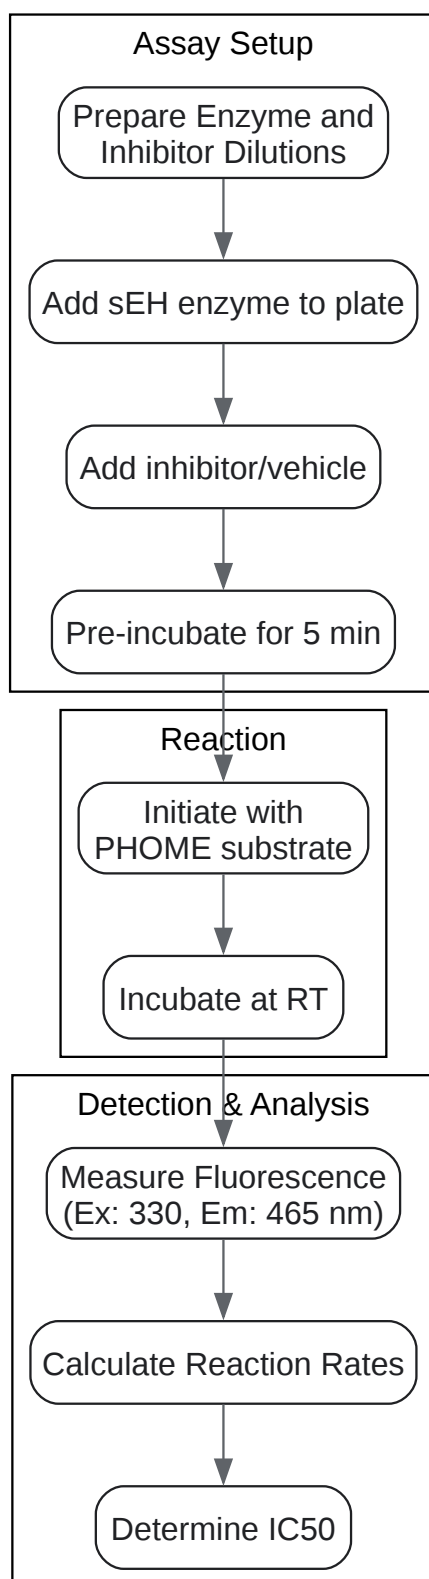 Assay Setup
Prepare Enzyme and
Inhibitor Dilutions
Add sEH enzyme to plate
Add inhibitor/vehicle
Pre-incubate for 5 min
Reaction
Initiate with
PHOME substrate
Incubate at RT
Detection & Analysis
Measure Fluorescence
(Ex: 330, Em: 465 nm)
Calculate Reaction Rates
Determine IC50